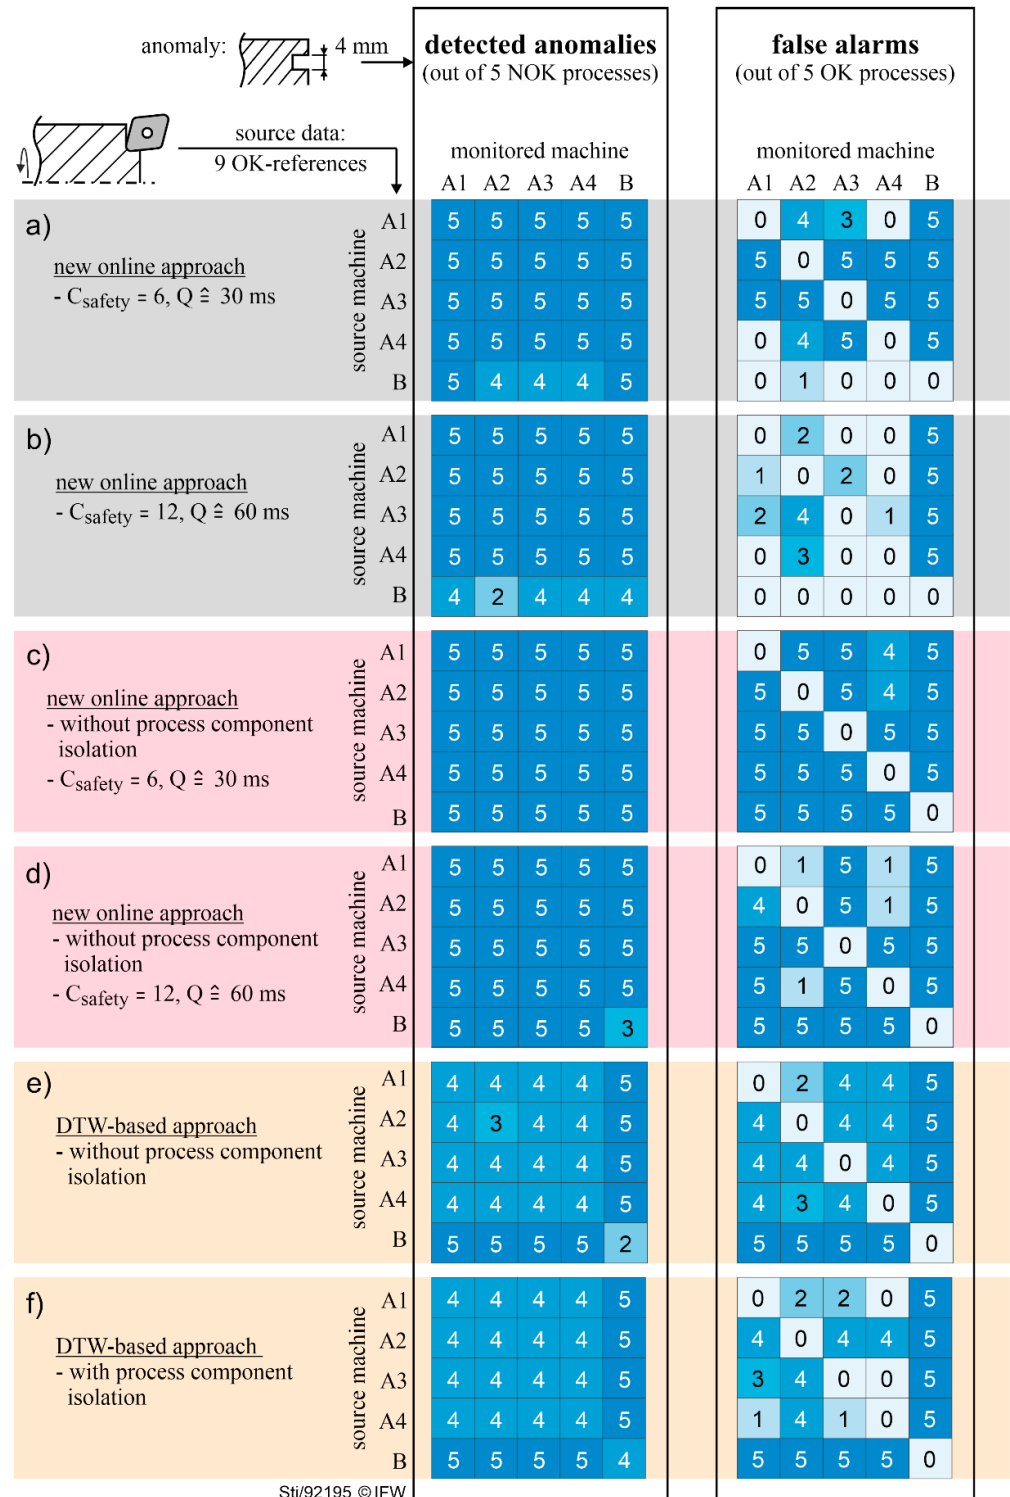 anomaly: 4 mm
detected anomalies
(out of 5 NOK processes)
false alarms
(out of 5 OK processes)
source data:
9 OK-references
monitored machine
A1 A2 A3 A4 B
monitored machine
A1 A2 A3 A4 B
a)
new online approach
- Csafety = 6, Q ≙ 30 ms
source machine
A1 5 5 5 5 5 0 4 3 0 5
A2 5 5 5 5 5 5 0 5 5 5
A3 5 5 5 5 5 5 5 0 5 5
A4 5 5 5 5 5 0 4 5 0 5
B 5 4 4 4 5 0 1 0 0 0
b)
new online approach
- Csafety = 12, Q ≙ 60 ms
source machine
A1 5 5 5 5 5 0 2 0 0 5
A2 5 5 5 5 5 1 0 2 0 5
A3 5 5 5 5 5 2 4 0 1 5
A4 5 5 5 5 5 0 3 0 0 5
B 4 2 4 4 4 0 0 0 0 0
c)
new online approach
- without process component
isolation
- Csafety = 6, Q ≙ 30 ms
source machine
A1 5 5 5 5 5 0 5 5 4 5
A2 5 5 5 5 5 5 0 5 4 5
A3 5 5 5 5 5 5 5 0 5 5
A4 5 5 5 5 5 5 5 5 0 5
B 5 5 5 5 5 5 5 5 5 0
d)
new online approach
- without process component
isolation
- Csafety = 12, Q ≙ 60 ms
source machine
A1 5 5 5 5 5 0 1 5 1 5
A2 5 5 5 5 5 4 0 5 1 5
A3 5 5 5 5 5 5 5 0 5 5
A4 5 5 5 5 5 5 1 5 0 5
B 5 5 5 5 3 5 5 5 5 0
e)
DTW-based approach
- without process component
isolation
source machine
A1 4 4 4 4 5 0 2 4 4 5
A2 4 3 4 4 5 4 0 4 4 5
A3 4 4 4 4 5 4 4 0 4 5
A4 4 4 4 4 5 4 3 4 0 5
B 5 5 5 5 2 5 5 5 5 0
f)
DTW-based approach
- with process component
isolation
source machine
A1 4 4 4 4 5 0 2 2 0 5
A2 4 4 4 4 5 4 0 4 4 5
A3 4 4 4 4 5 3 4 0 0 5
A4 4 4 4 4 5 1 4 1 0 5
B 5 5 5 5 4 5 5 5 5 0
Sti/92195 © IFW